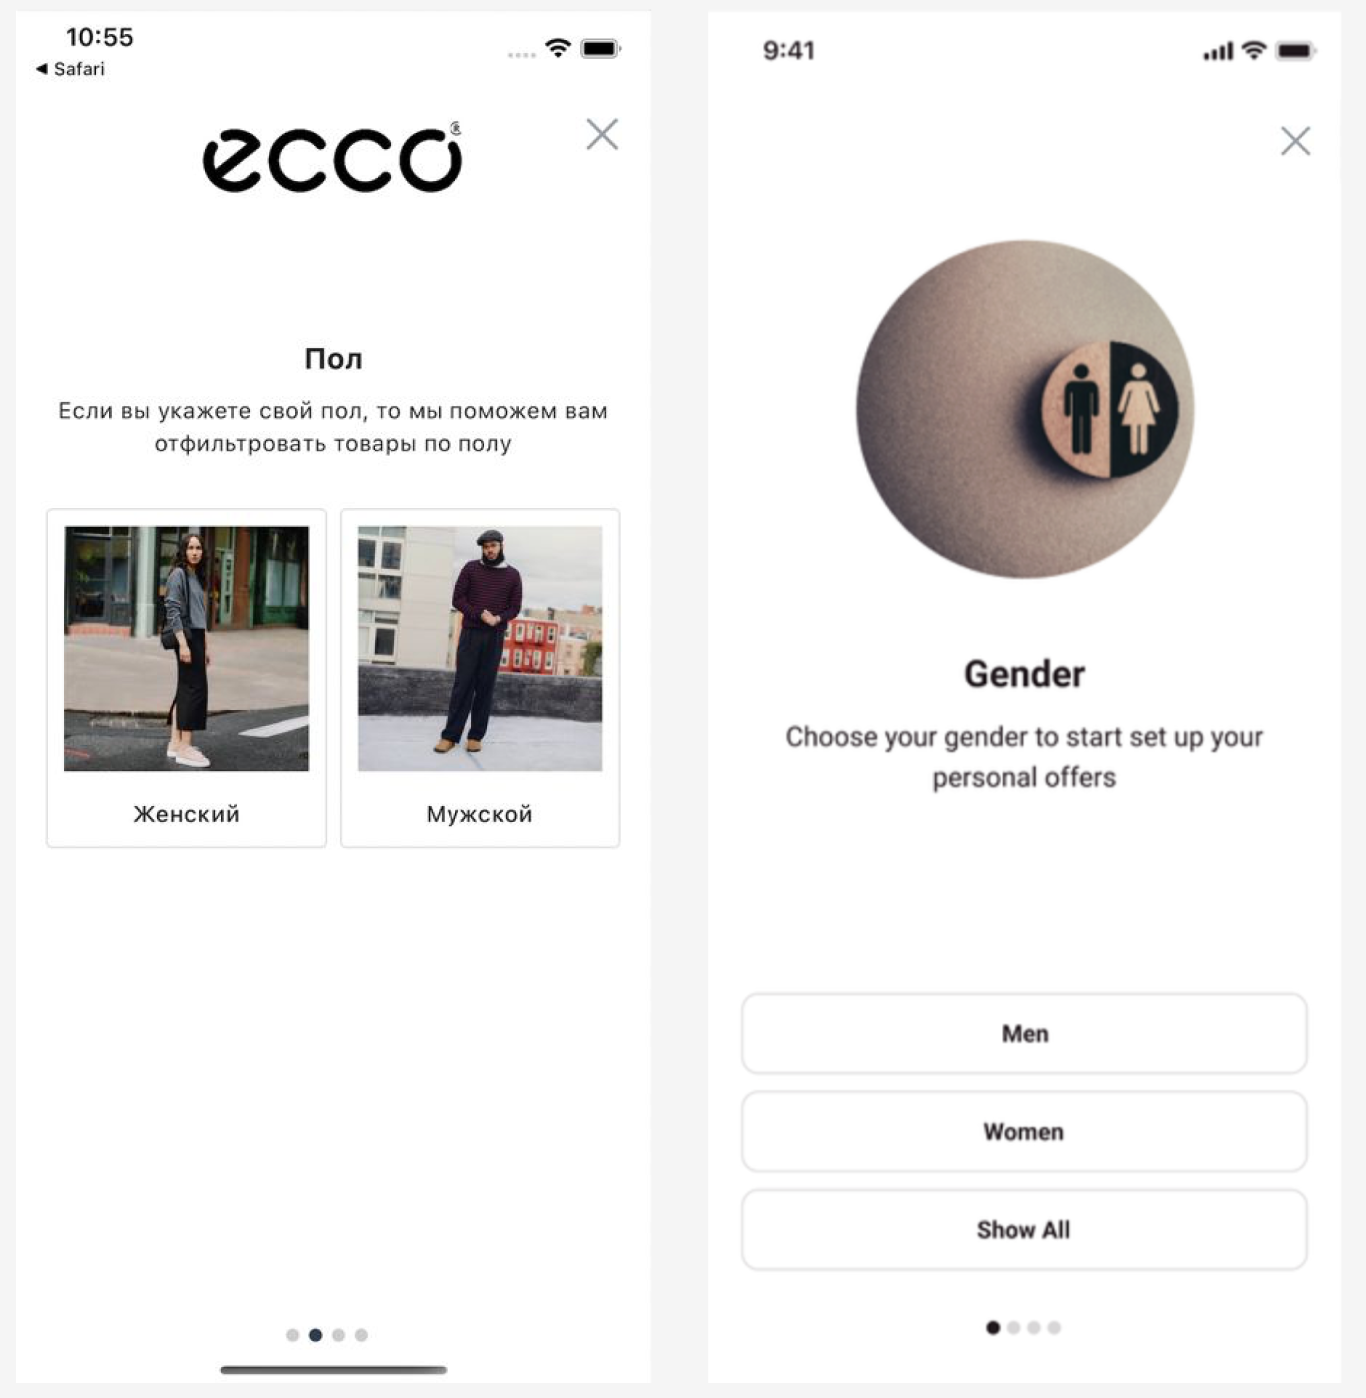 10:55
◀ Safari
ecco®
Пол
Если вы укажете свой пол, то мы поможем вам
отфильтровать товары по полу
Женский
Мужской
9:41
Gender
Choose your gender to start set up your
personal offers
Men
Women
Show All